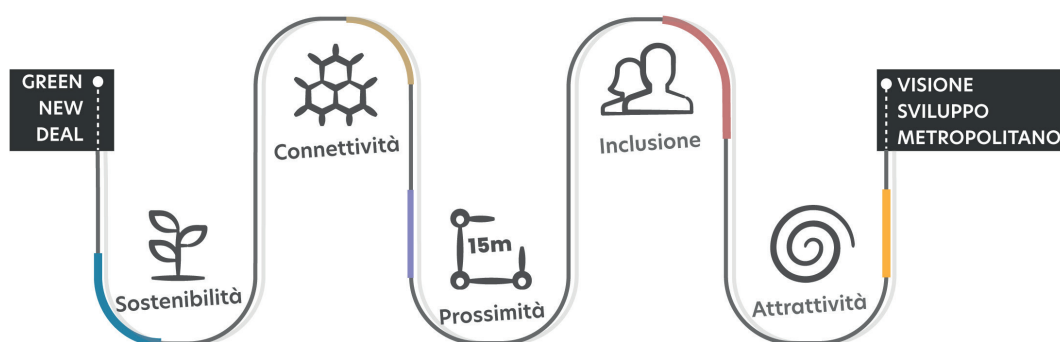 GREEN
NEW
DEAL
Sostenibilità
Connettività
15m
Prossimità
Inclusione
Attrattività
VISIONE
SVILUPPO
METROPOLITANO